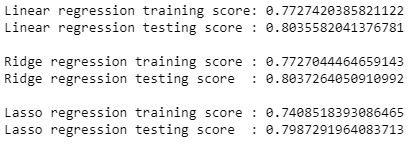 Linear regression training score: 0.7727420385821122
Linear regression testing score: 0.8035582041376781
Ridge regression training score : 0.7727044464659143
Ridge regression testing score  : 0.8037264050910992
Lasso regression training score : 0.7408518393086465
Lasso regression testing score  : 0.7987291964083713